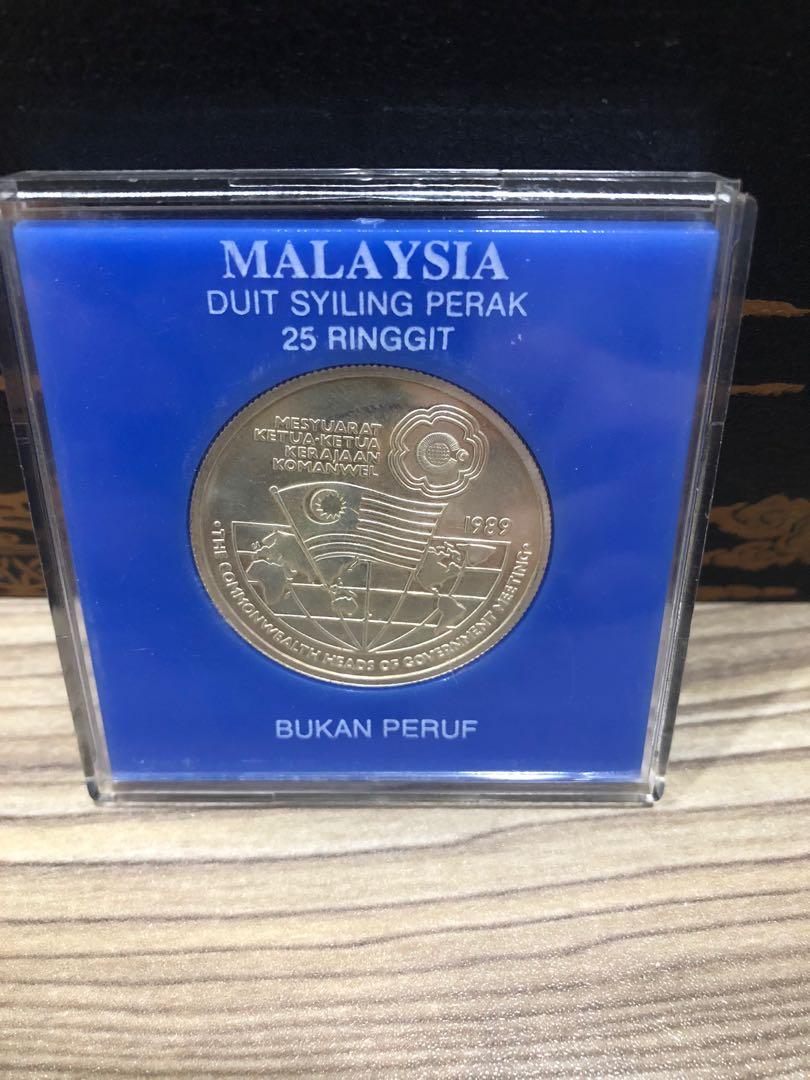 MALAYSIA
DUIT SYILING PERAK
25 RINGGIT
MESYUARAT
KETUA-KETUA
KERAJAAN
KOMANWEL
1989
•THE COMMONWEALTH HEADS OF GOVERNMENT MEETING•
BUKAN PERUF